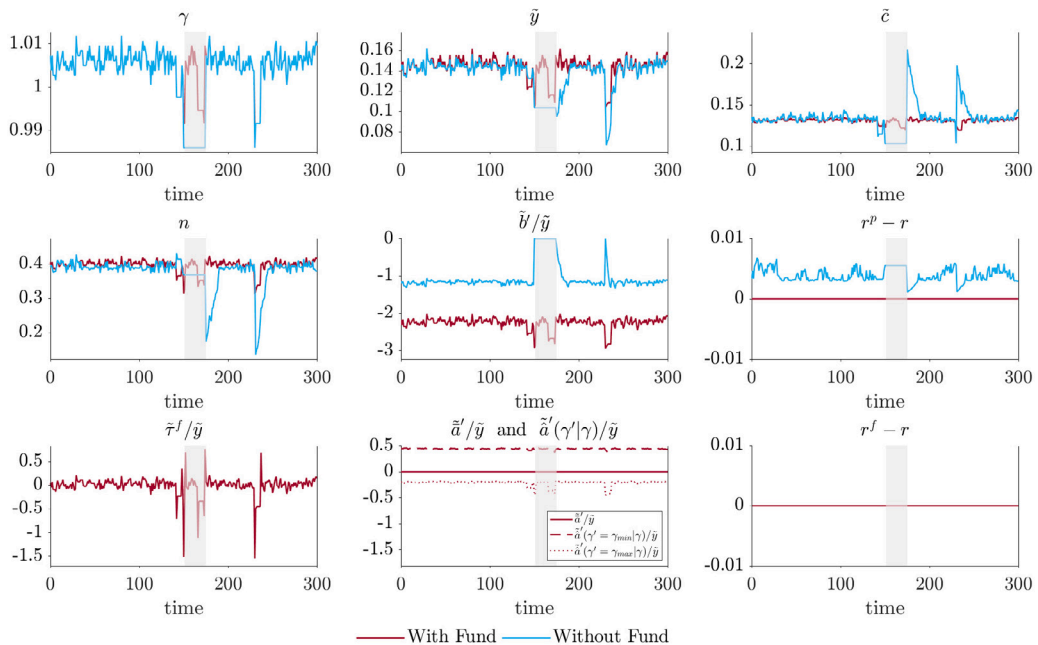 γ ỹ c̃
1.01 1 0.99
0.16 0.14 0.12 0.1 0.08
0.2 0.15 0.1
0 100 200 300 0 100 200 300 0 100 200 300
time time time
n b̃′/ỹ r^p − r
0.4 0.3 0.2
0 -1 -2 -3
0.01 0 -0.01
0 100 200 300 0 100 200 300 0 100 200 300
time time time
τ̃^f/ỹ ã̄′/ỹ and ã̂′(γ′|γ)/ỹ r^f − r
0.5 0 -0.5 -1 -1.5
0.5 0 -0.5 -1 -1.5
0.01 0 -0.01
ã̄′/ỹ
ã̂′(γ′ = γ_min|γ)/ỹ
ã̂′(γ′ = γ_max|γ)/ỹ
0 100 200 300 0 100 200 300 0 100 200 300
time time time
With Fund Without Fund